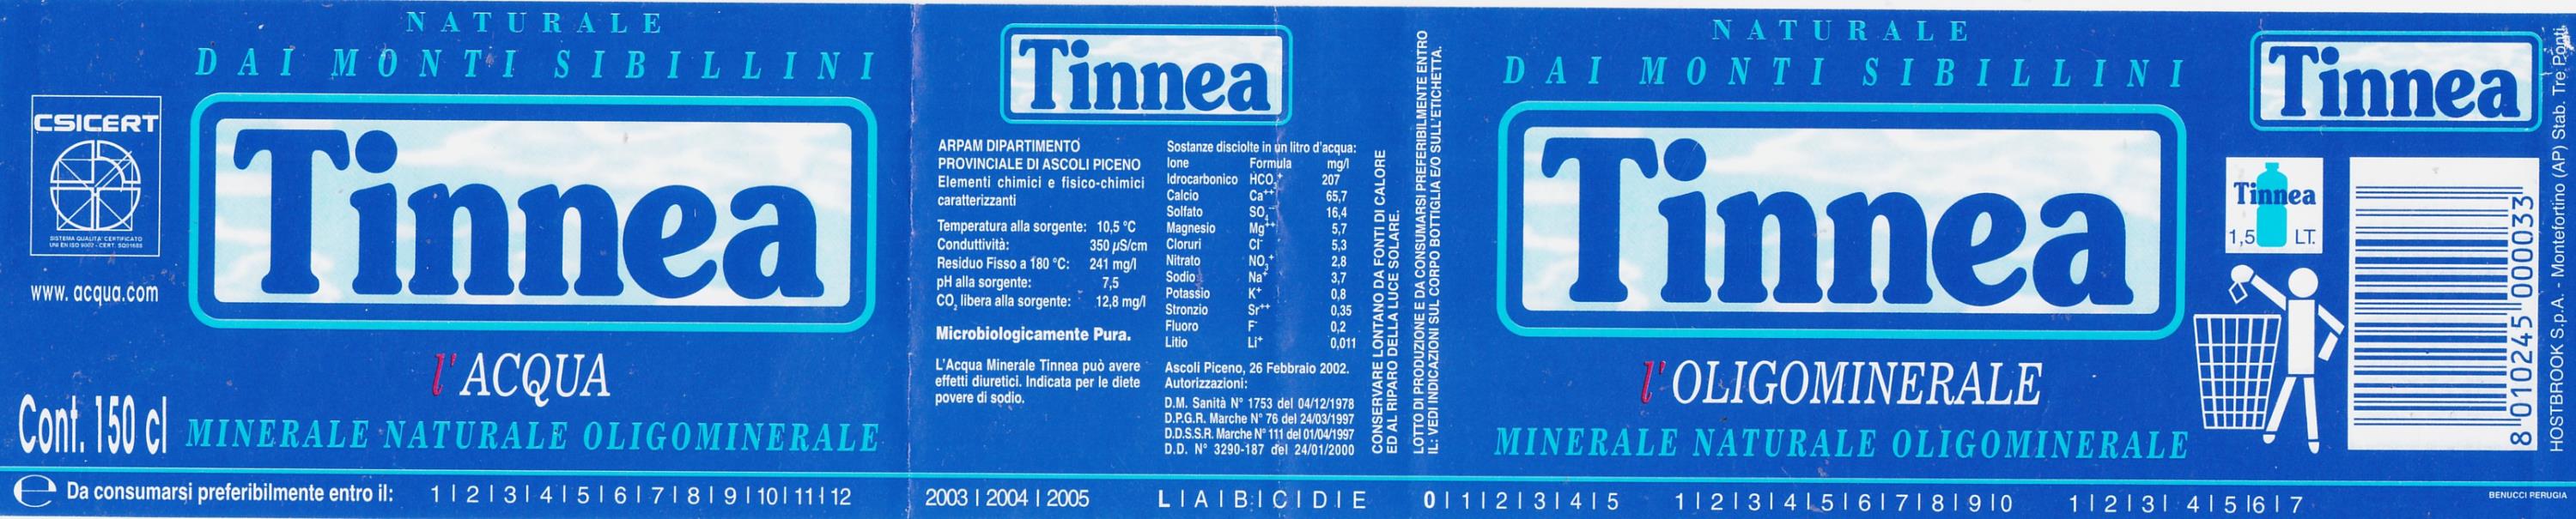 NATURALE
DAI MONTI SIBILLINI
CSICERT
SISTEMA QUALITA' CERTIFICATO
UNI EN ISO 9002 - CERT. SQ01688
www. acqua.com
Cont. 150 cl
Tinnea
l'ACQUA
MINERALE NATURALE OLIGOMINERALE
e Da consumarsi preferibilmente entro il: 1 | 2 | 3 | 4 | 5 | 6 | 7 | 8 | 9 | 10 | 11 | 12
Tinnea
ARPAM DIPARTIMENTO
PROVINCIALE DI ASCOLI PICENO
Elementi chimici e fisico-chimici
caratterizzanti
Temperatura alla sorgente: 10,5 °C
Conduttività: 350 µS/cm
Residuo Fisso a 180 °C: 241 mg/l
pH alla sorgente: 7,5
CO₂ libera alla sorgente: 12,8 mg/l
Microbiologicamente Pura.
L'Acqua Minerale Tinnea può avere
effetti diuretici. Indicata per le diete
povere di sodio.
Sostanze disciolte in un litro d'acqua:
Ione Formula mg/l
Idrocarbonico HCO₃⁺ 207
Calcio Ca⁺⁺ 65,7
Solfato SO₄⁻⁻ 16,4
Magnesio Mg⁺⁺ 5,7
Cloruri Cl⁻ 5,3
Nitrato NO₃⁺ 2,8
Sodio Na⁺ 3,7
Potassio K⁺ 0,8
Stronzio Sr⁺⁺ 0,35
Fluoro F⁻ 0,2
Litio Li⁺ 0,011
Ascoli Piceno, 26 Febbraio 2002.
Autorizzazioni:
D.M. Sanità N° 1753 del 04/12/1978
D.P.G.R. Marche N° 76 del 24/03/1997
D.D.S.S.R. Marche N° 111 del 01/04/1997
D.D. N° 3290-187 del 24/01/2000
CONSERVARE LONTANO DA FONTI DI CALORE
ED AL RIPARO DELLA LUCE SOLARE.
LOTTO DI PRODUZIONE E DA CONSUMARSI PREFERIBILMENTE ENTRO
IL: VEDI INDICAZIONI SUL CORPO BOTTIGLIA E/O SULL'ETICHETTA.
2003 | 2004 | 2005 L | A | B | C | D | E 0 | 1 | 2 | 3 | 4 | 5 1 | 2 | 3 | 4 | 5 | 6 | 7 | 8 | 9 | 0 1 | 2 | 3 | 4 | 5 | 6 | 7
NATURALE
DAI MONTI SIBILLINI
Tinnea
l'OLIGOMINERALE
MINERALE NATURALE OLIGOMINERALE
Tinnea
Tinnea
1,5 LT.
8 010245 000033
HOSTBROOK S.p.A. - Montefortino (AP) Stab. Tre Ponti
BENUCCI PERUGIA